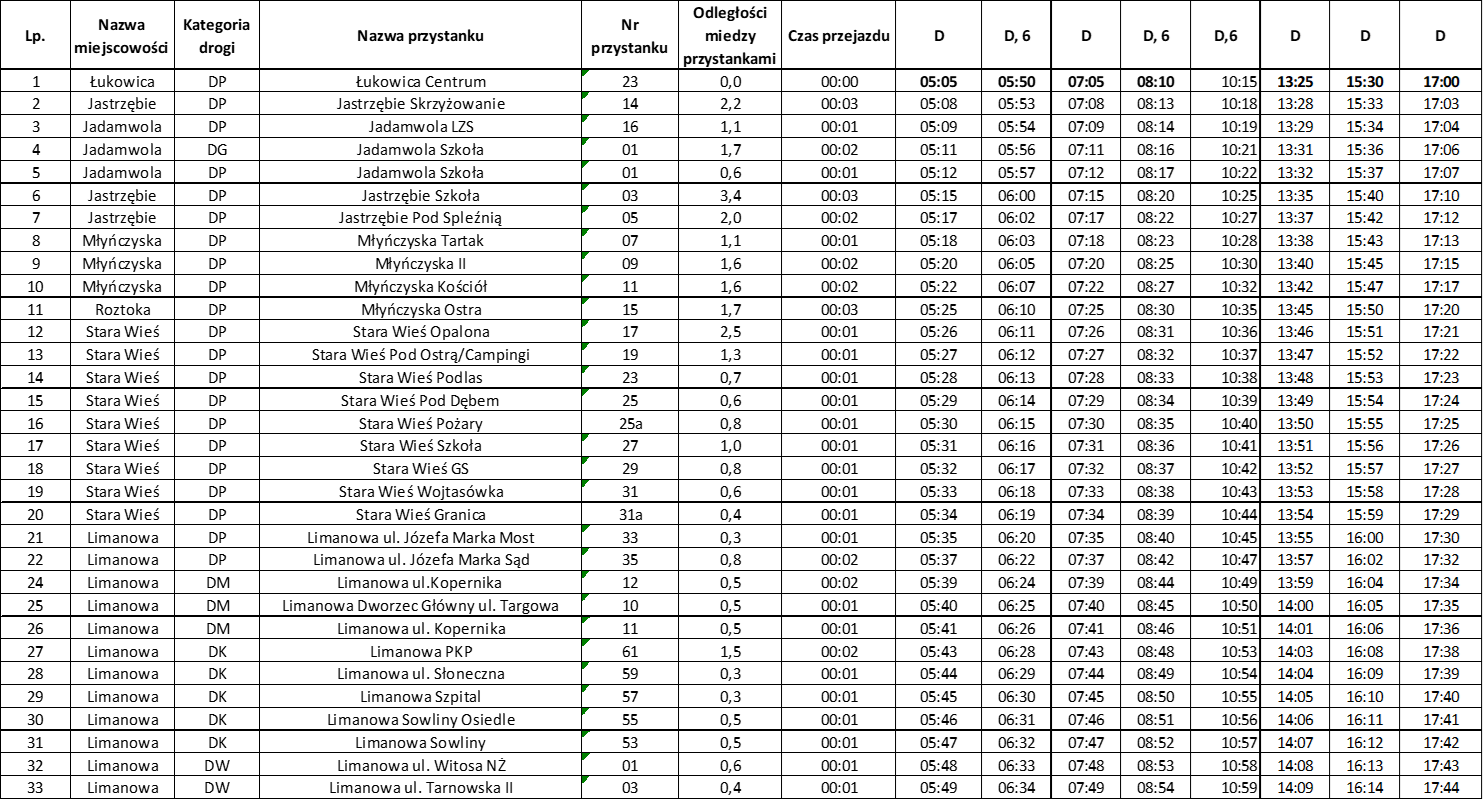 Lp. Nazwa miejscowości Kategoria drogi Nazwa przystanku Nr przystanku Odległości miedzy przystankami Czas przejazdu D D, 6 D D, 6 D,6 D D D
1 Łukowica DP Łukowica Centrum 23 0,0 00:00 05:05 05:50 07:05 08:10 10:15 13:25 15:30 17:00
2 Jastrzębie DP Jastrzębie Skrzyżowanie 14 2,2 00:03 05:08 05:53 07:08 08:13 10:18 13:28 15:33 17:03
3 Jadamwola DP Jadamwola LZS 16 1,1 00:01 05:09 05:54 07:09 08:14 10:19 13:29 15:34 17:04
4 Jadamwola DG Jadamwola Szkoła 01 1,7 00:02 05:11 05:56 07:11 08:16 10:21 13:31 15:36 17:06
5 Jadamwola DP Jadamwola Szkoła 01 0,6 00:01 05:12 05:57 07:12 08:17 10:22 13:32 15:37 17:07
6 Jastrzębie DP Jastrzębie Szkoła 03 3,4 00:03 05:15 06:00 07:15 08:20 10:25 13:35 15:40 17:10
7 Jastrzębie DP Jastrzębie Pod Spleźnią 05 2,0 00:02 05:17 06:02 07:17 08:22 10:27 13:37 15:42 17:12
8 Młyńczyska DP Młyńczyska Tartak 07 1,1 00:01 05:18 06:03 07:18 08:23 10:28 13:38 15:43 17:13
9 Młyńczyska DP Młyńczyska II 09 1,6 00:02 05:20 06:05 07:20 08:25 10:30 13:40 15:45 17:15
10 Młyńczyska DP Młyńczyska Kościół 11 1,6 00:02 05:22 06:07 07:22 08:27 10:32 13:42 15:47 17:17
11 Roztoka DP Młyńczyska Ostra 15 1,7 00:03 05:25 06:10 07:25 08:30 10:35 13:45 15:50 17:20
12 Stara Wieś DP Stara Wieś Opalona 17 2,5 00:01 05:26 06:11 07:26 08:31 10:36 13:46 15:51 17:21
13 Stara Wieś DP Stara Wieś Pod Ostrą/Campingi 19 1,3 00:01 05:27 06:12 07:27 08:32 10:37 13:47 15:52 17:22
14 Stara Wieś DP Stara Wieś Podlas 23 0,7 00:01 05:28 06:13 07:28 08:33 10:38 13:48 15:53 17:23
15 Stara Wieś DP Stara Wieś Pod Dębem 25 0,6 00:01 05:29 06:14 07:29 08:34 10:39 13:49 15:54 17:24
16 Stara Wieś DP Stara Wieś Pożary 25a 0,8 00:01 05:30 06:15 07:30 08:35 10:40 13:50 15:55 17:25
17 Stara Wieś DP Stara Wieś Szkoła 27 1,0 00:01 05:31 06:16 07:31 08:36 10:41 13:51 15:56 17:26
18 Stara Wieś DP Stara Wieś GS 29 0,8 00:01 05:32 06:17 07:32 08:37 10:42 13:52 15:57 17:27
19 Stara Wieś DP Stara Wieś Wojtasówka 31 0,6 00:01 05:33 06:18 07:33 08:38 10:43 13:53 15:58 17:28
20 Stara Wieś DP Stara Wieś Granica 31a 0,4 00:01 05:34 06:19 07:34 08:39 10:44 13:54 15:59 17:29
21 Limanowa DP Limanowa ul. Józefa Marka Most 33 0,3 00:01 05:35 06:20 07:35 08:40 10:45 13:55 16:00 17:30
22 Limanowa DP Limanowa ul. Józefa Marka Sąd 35 0,8 00:02 05:37 06:22 07:37 08:42 10:47 13:57 16:02 17:32
24 Limanowa DM Limanowa ul.Kopernika 12 0,5 00:02 05:39 06:24 07:39 08:44 10:49 13:59 16:04 17:34
25 Limanowa DM Limanowa Dworzec Główny ul. Targowa 10 0,5 00:01 05:40 06:25 07:40 08:45 10:50 14:00 16:05 17:35
26 Limanowa DM Limanowa ul. Kopernika 11 0,5 00:01 05:41 06:26 07:41 08:46 10:51 14:01 16:06 17:36
27 Limanowa DK Limanowa PKP 61 1,5 00:02 05:43 06:28 07:43 08:48 10:53 14:03 16:08 17:38
28 Limanowa DK Limanowa ul. Słoneczna 59 0,3 00:01 05:44 06:29 07:44 08:49 10:54 14:04 16:09 17:39
29 Limanowa DK Limanowa Szpital 57 0,3 00:01 05:45 06:30 07:45 08:50 10:55 14:05 16:10 17:40
30 Limanowa DK Limanowa Sowliny Osiedle 55 0,5 00:01 05:46 06:31 07:46 08:51 10:56 14:06 16:11 17:41
31 Limanowa DK Limanowa Sowliny 53 0,5 00:01 05:47 06:32 07:47 08:52 10:57 14:07 16:12 17:42
32 Limanowa DW Limanowa ul. Witosa NŻ 01 0,6 00:01 05:48 06:33 07:48 08:53 10:58 14:08 16:13 17:43
33 Limanowa DW Limanowa ul. Tarnowska II 03 0,4 00:01 05:49 06:34 07:49 08:54 10:59 14:09 16:14 17:44